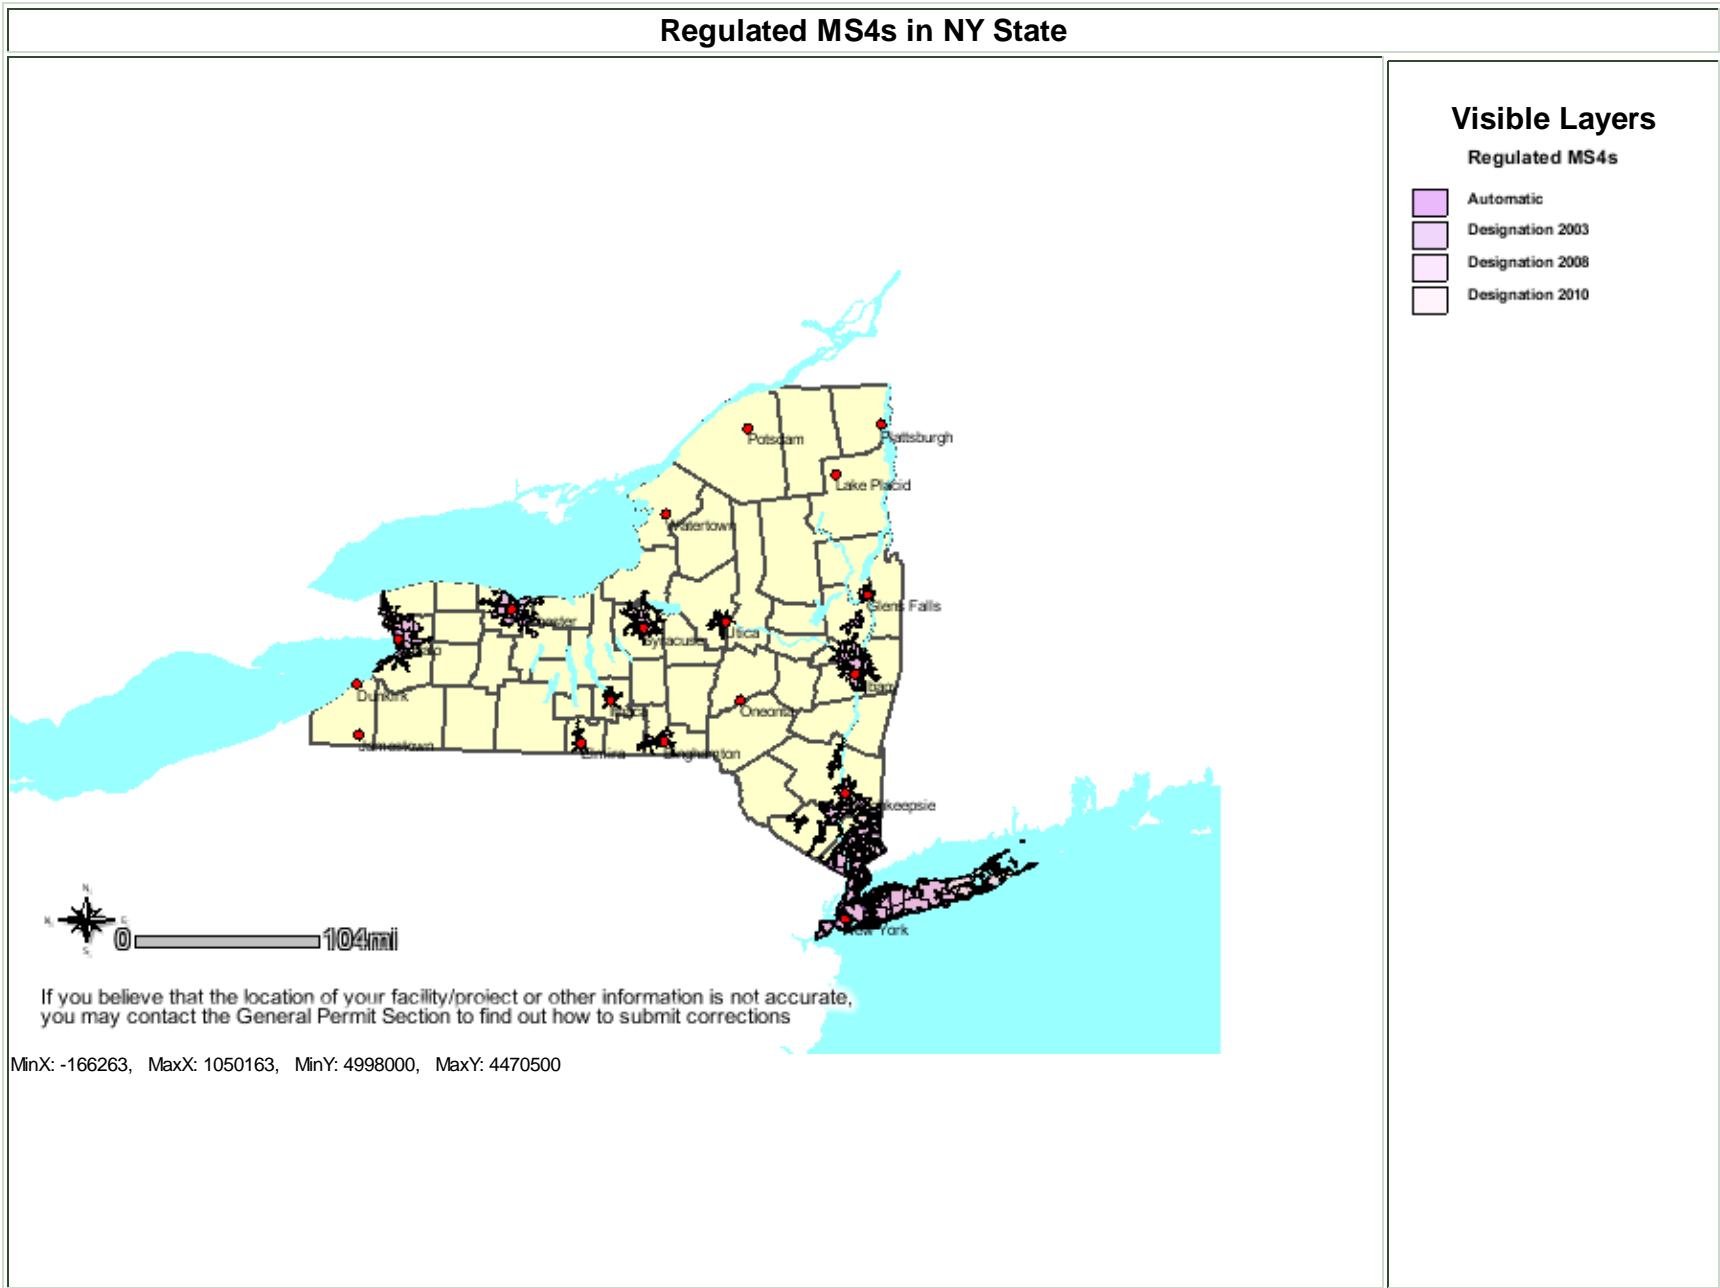 Regulated MS4s in NY State
Visible Layers
Regulated MS4s
Automatic
Designation 2003
Designation 2008
Designation 2010
Potsdam
Plattsburgh
Lake Placid
Watertown
Glens Falls
Syracuse
Utica
Dunkirk
Oneonta
Jamestown
Elmira
Binghamton
New York
N
E
S
0
104mi
If you believe that the location of your facility/project or other information is not accurate,
you may contact the General Permit Section to find out how to submit corrections
MinX: -166263, MaxX: 1050163, MinY: 4998000, MaxY: 4470500